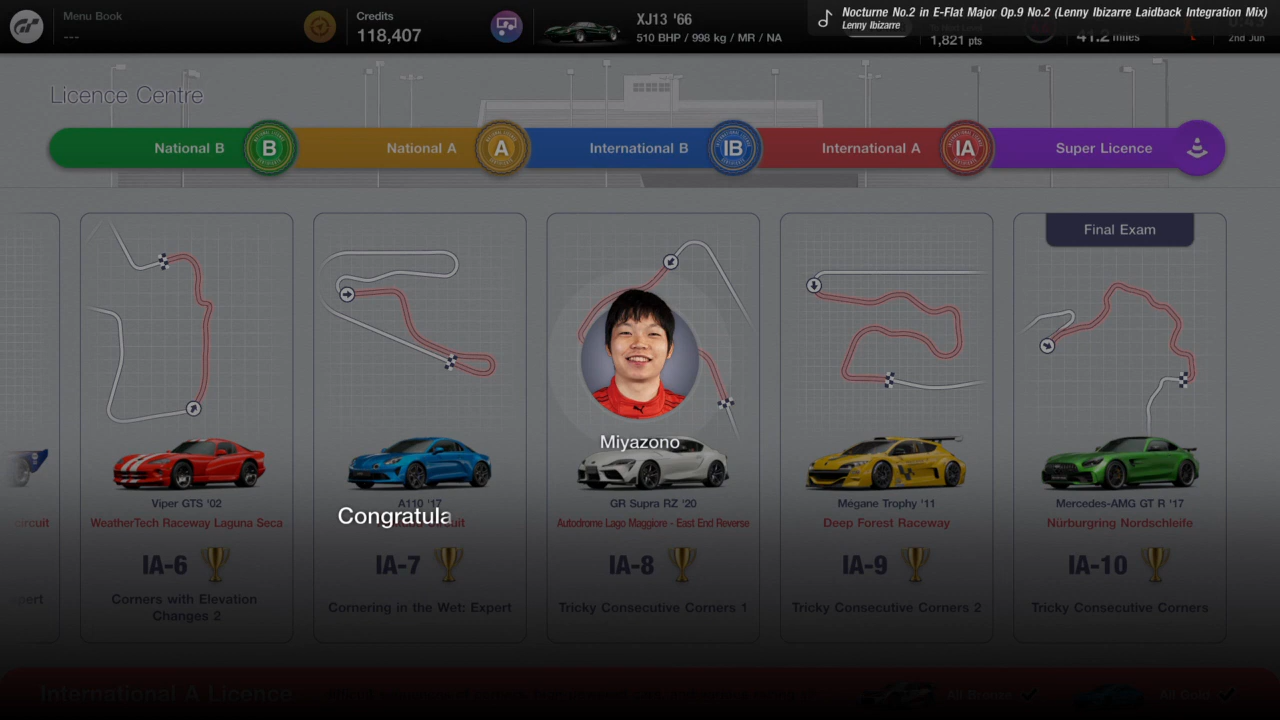 Menu Book
---
Credits
118,407
XJ13 '66
510 BHP / 998 kg / MR / NA
Nocturne No.2 in E-Flat Major Op.9 No.2 (Lenny Ibizarre Laidback Integration Mix)
Lenny Ibizarre
1,821 pts
41.2 miles
2nd Jun
Licence Centre
National B
B
National A
A
International B
IB
International A
IA
Super Licence
Final Exam
Miyazono
Viper GTS '02
WeatherTech Raceway Laguna Seca
IA-6
Corners with Elevation
Changes 2
A110 '17
IA-7
Cornering in the Wet: Expert
GR Supra RZ '20
Autodrome Lago Maggiore - East End Reverse
IA-8
Tricky Consecutive Corners 1
Mégane Trophy '11
Deep Forest Raceway
IA-9
Tricky Consecutive Corners 2
Mercedes-AMG GT R '17
Nürburgring Nordschleife
IA-10
Tricky Consecutive Corners
Congratula
International A Licence
All Bronze
All Gold